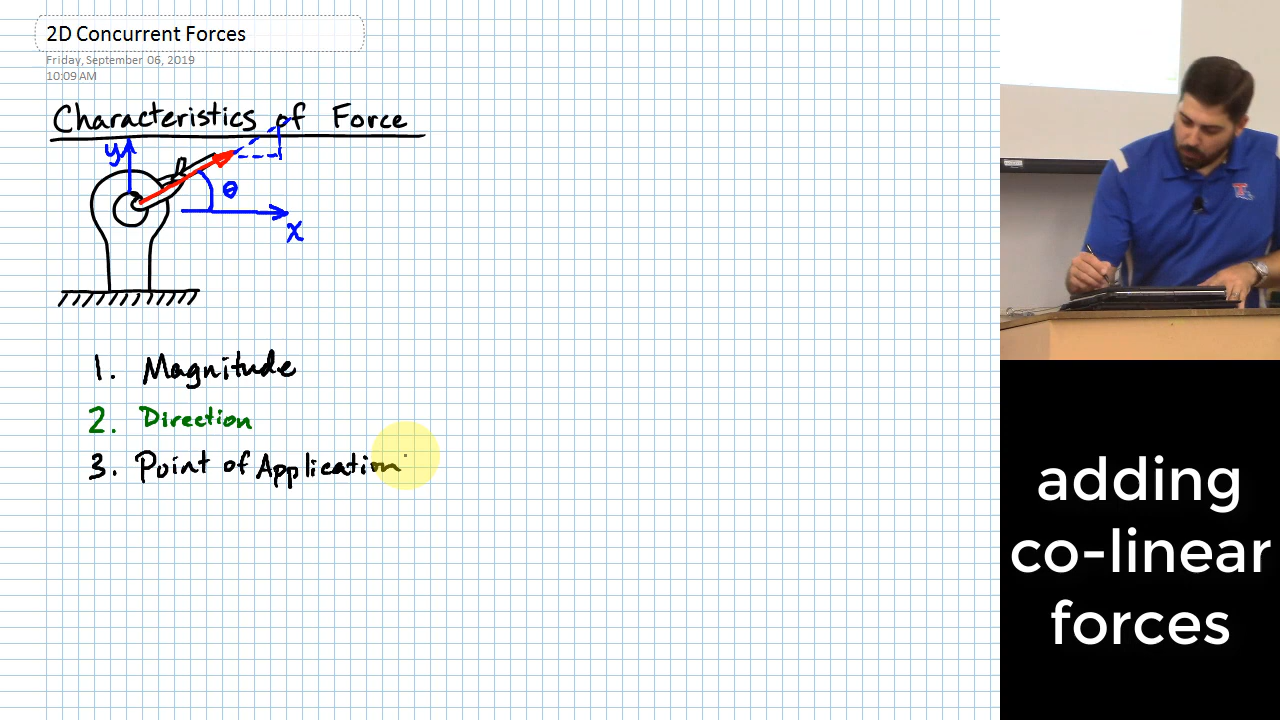 2D Concurrent Forces
Friday, September 06, 2019
10:09 AM
Characteristics of Force
y
θ
x
1. Magnitude
2. Direction
3. Point of Application
adding
co-linear
forces